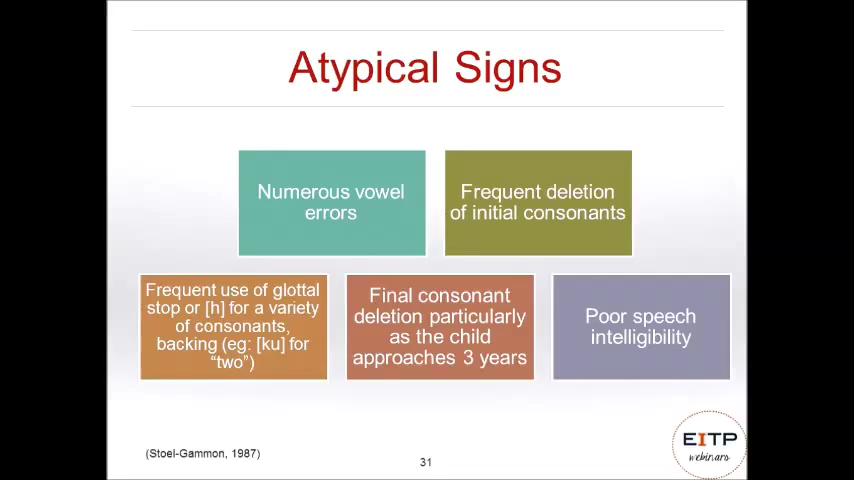 Atypical Signs
Numerous vowel
errors
Frequent deletion
of initial consonants
Frequent use of glottal
stop or [h] for a variety
of consonants,
backing (eg: [ku] for
“two”)
Final consonant
deletion particularly
as the child
approaches 3 years
Poor speech
intelligibility
(Stoel-Gammon, 1987)
31
EITP
webinars